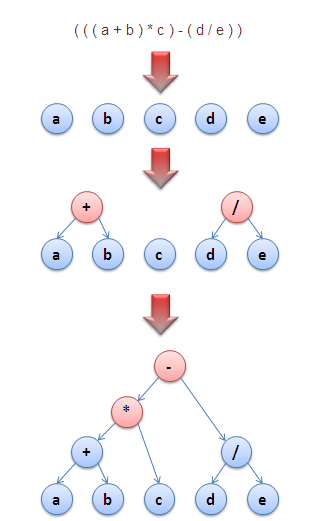 ( ( ( a + b ) * c ) - ( d / e ) )
a b c d e
+ /
a b c d e
-
*
+ /
a b c d e